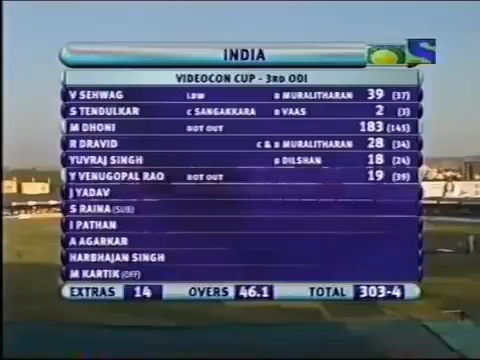 INDIA
VIDEOCON CUP - 3RD ODI
V SEHWAG LBW B MURALITHARAN 39 (37)
S TENDULKAR C SANGAKKARA B VAAS 2 (3)
M DHONI NOT OUT 183 (145)
R DRAVID C & B MURALITHARAN 28 (34)
YUVRAJ SINGH B DILSHAN 18 (24)
Y VENUGOPAL RAO NOT OUT 19 (39)
J YADAV
S RAINA (SUB)
I PATHAN
A AGARKAR
HARBHAJAN SINGH
M KARTIK (OFF)
EXTRAS 14 OVERS 46.1 TOTAL 303-4